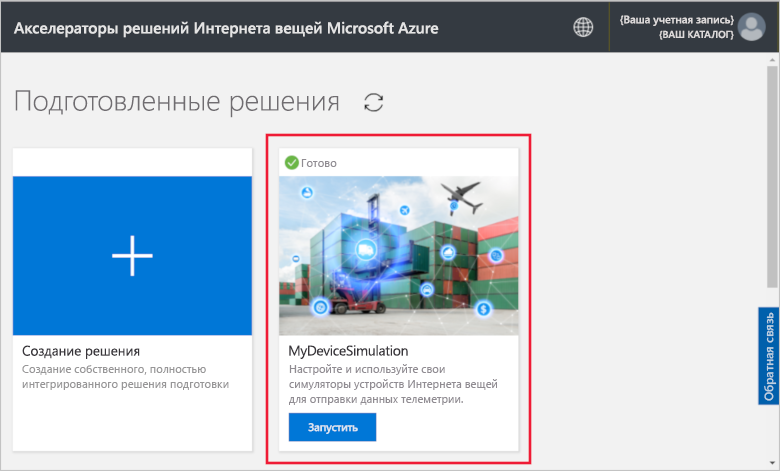 Акселераторы решений Интернета вещей Microsoft Azure
{Ваша учетная запись}
{ВАШ КАТАЛОГ}
Подготовленные решения
Создание решения
Создание собственного, полностью
интегрированного решения подготовки
Готово
MyDeviceSimulation
Настройте и используйте свои
симуляторы устройств Интернета вещей
для отправки данных телеметрии.
Запустить
Обратная связь